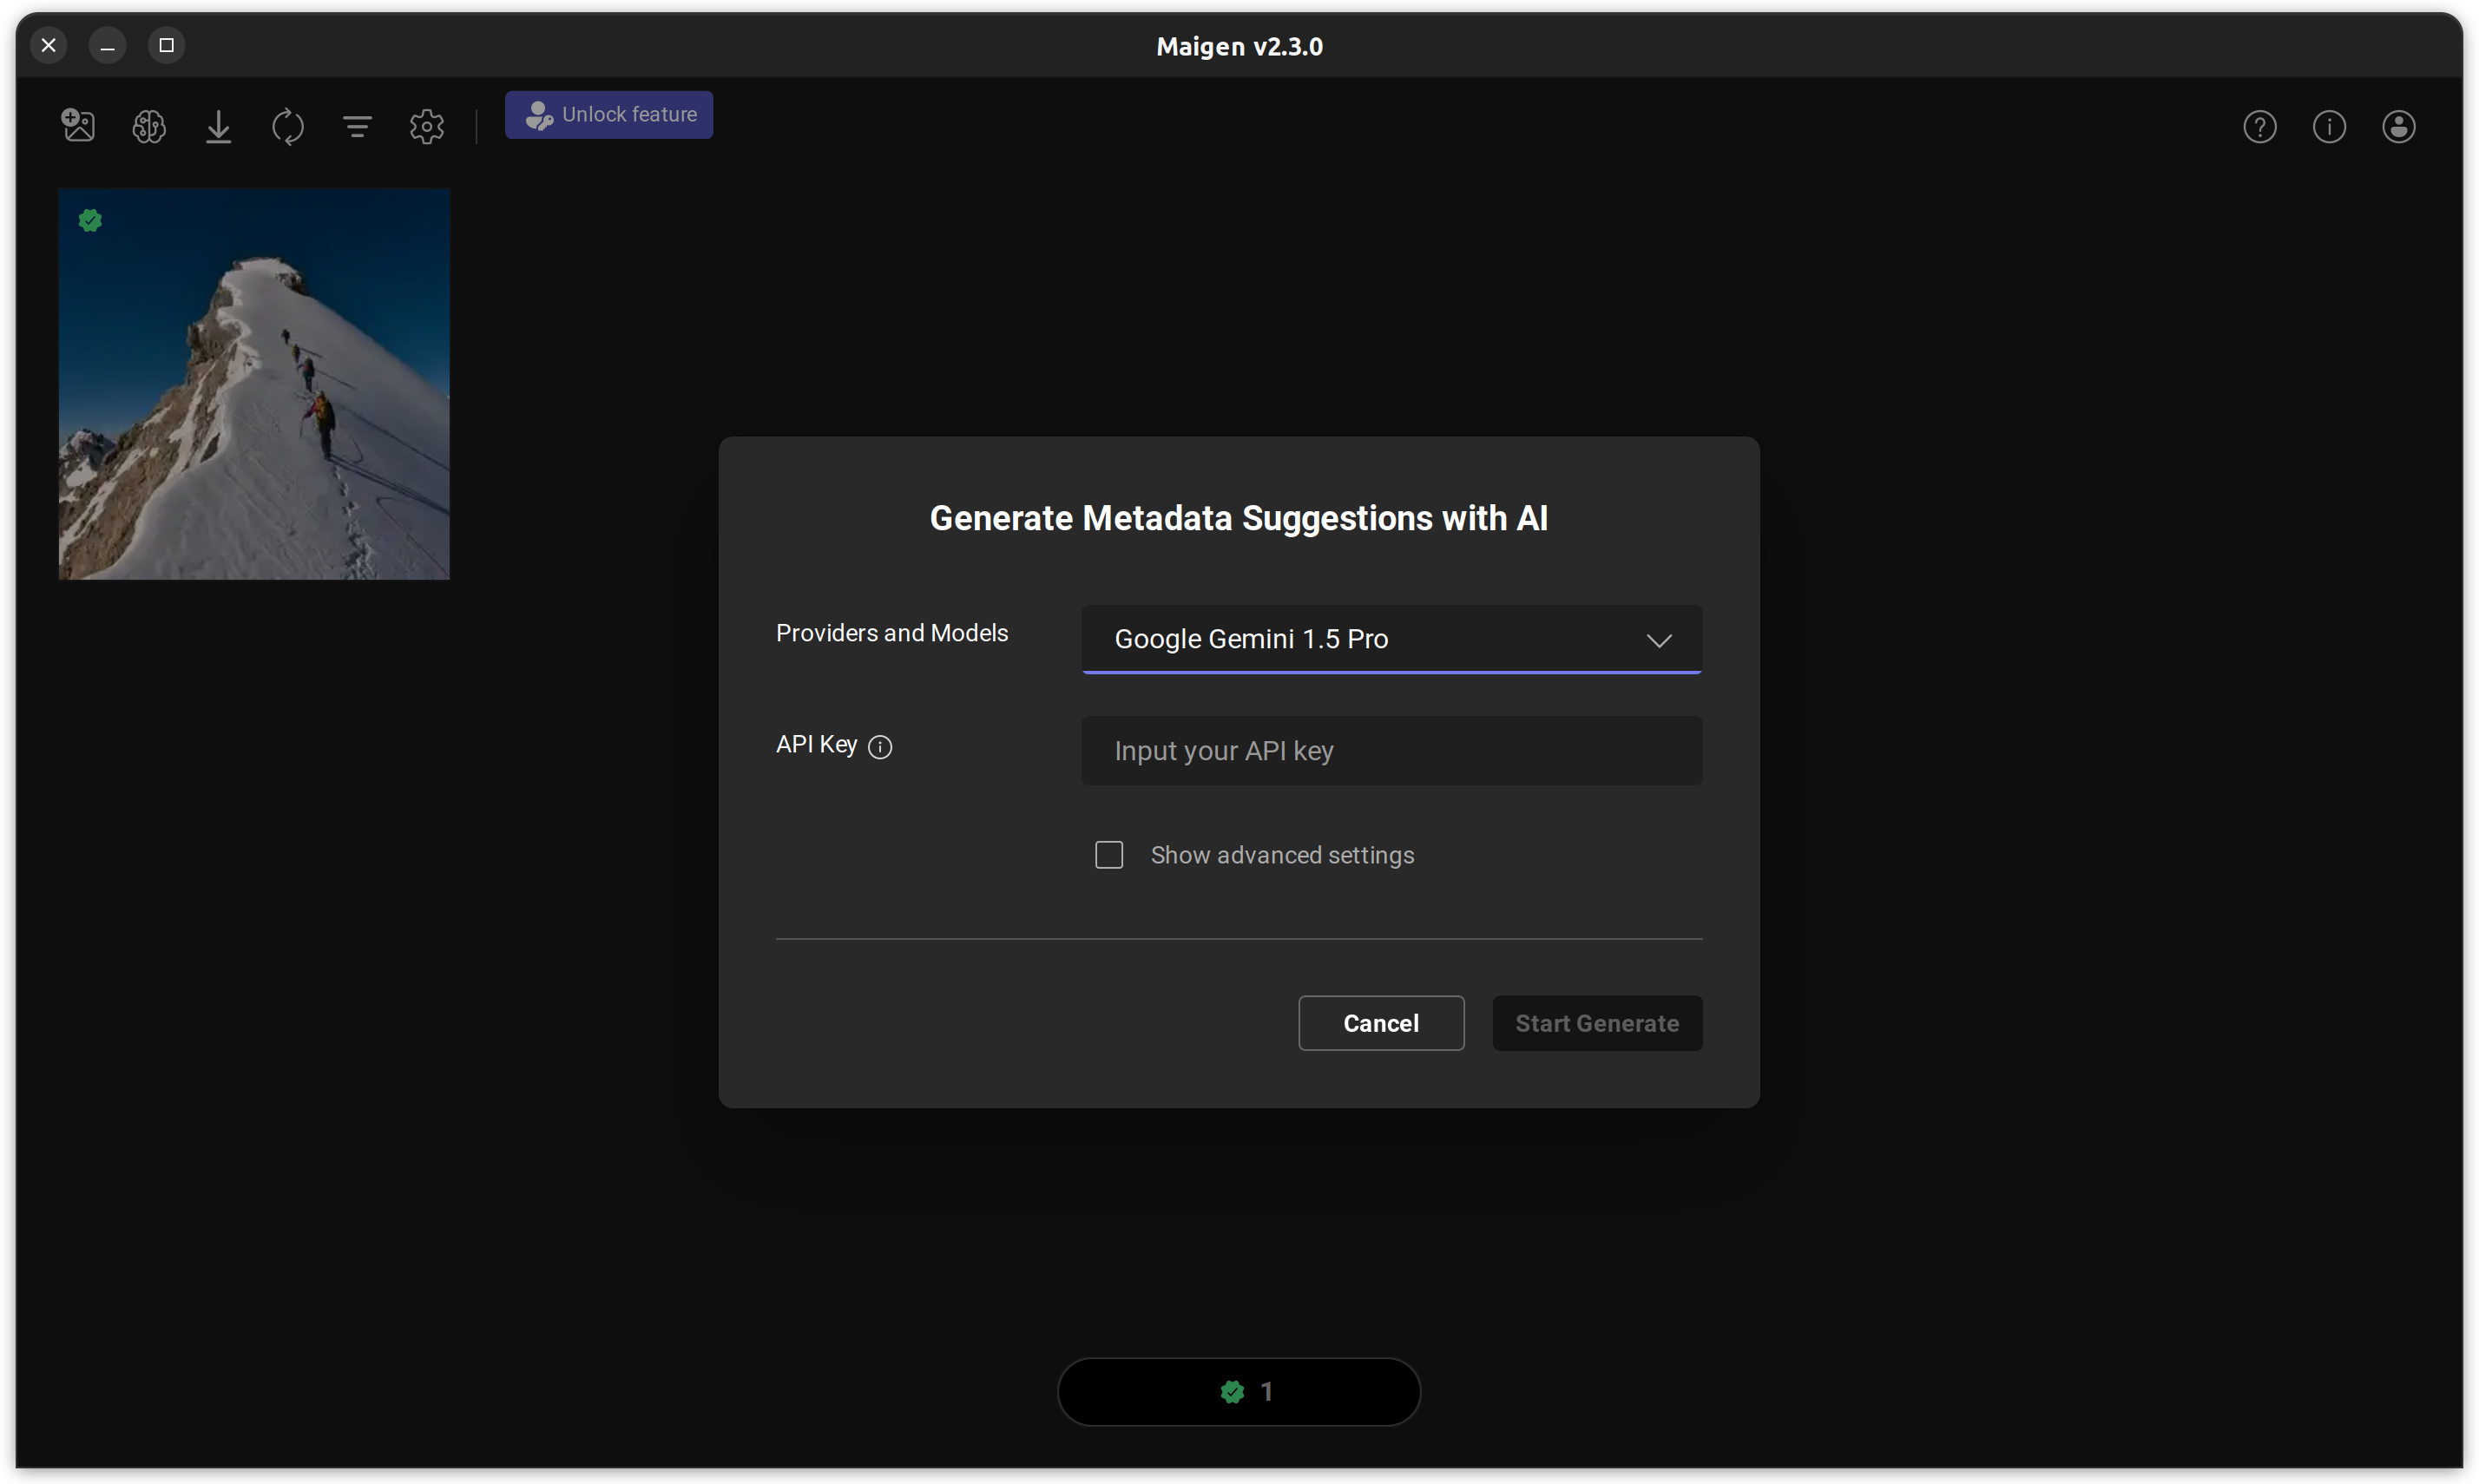 Maigen v2.3.0
Unlock feature
Generate Metadata Suggestions with AI
Providers and Models
Google Gemini 1.5 Pro
API Key
Input your API key
Show advanced settings
Cancel
Start Generate
1